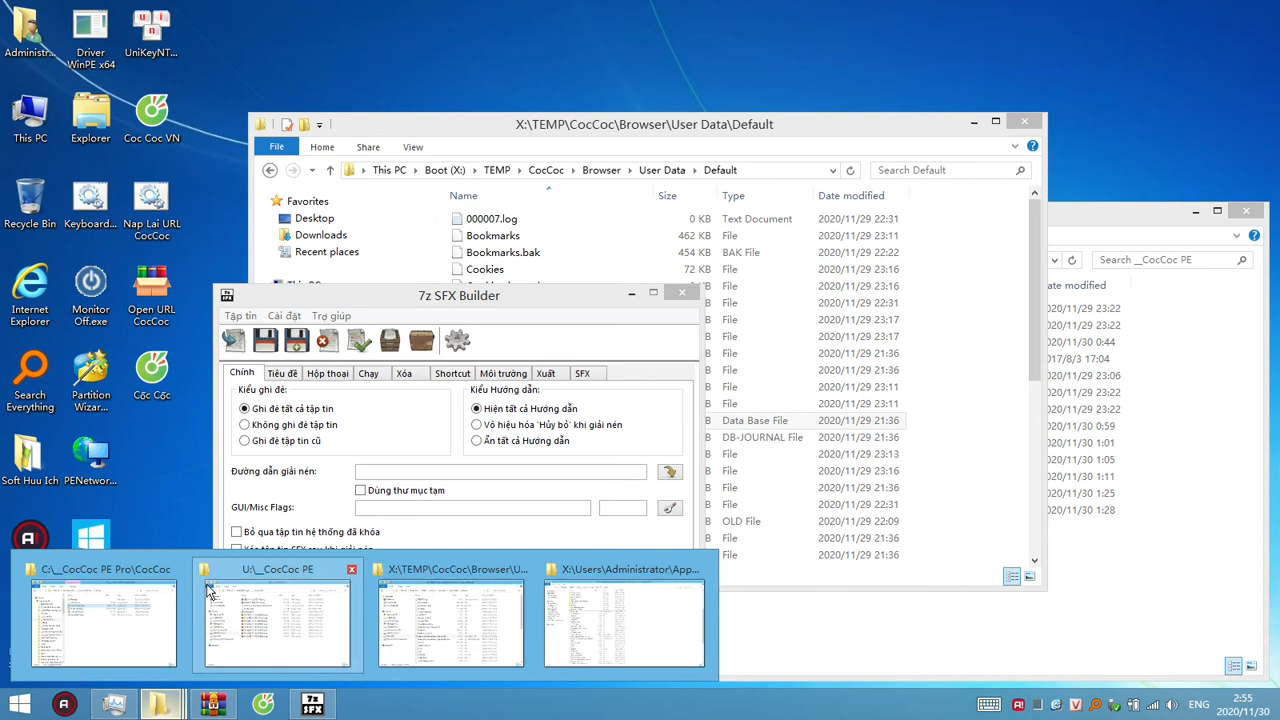 Administr...
Driver
WinPE x64
UniKeyNT...
This PC
Explorer
Coc Coc VN
Recycle Bin
Keyboard...
Nap Lai URL
CocCoc
Internet
Explorer
Monitor
Off.exe
Open URL
CocCoc
Search
Everything
Partition
Wizar...
Cốc Cốc
Soft Huu Ich
PENetwor...
X:\TEMP\CocCoc\Browser\User Data\Default
File Home Share View
This PC Boot (X:) TEMP CocCoc Browser User Data Default
Search Default
Favorites
Desktop
Downloads
Recent places
Name Size Type Date modified
000007.log 0 KB Text Document 2020/11/29 22:31
Bookmarks 462 KB File 2020/11/29 23:11
Bookmarks.bak 454 KB BAK File 2020/11/29 22:22
Cookies 72 KB File 2020/11/29 23:16
B File 2020/11/29 23:16
B File 2020/11/29 22:31
B File 2020/11/29 23:17
B File 2020/11/29 23:17
B File 2020/11/29 21:36
B File 2020/11/29 21:36
B File 2020/11/29 23:11
B File 2020/11/29 23:11
B Data Base File 2020/11/29 21:36
B DB-JOURNAL File 2020/11/29 21:36
B File 2020/11/29 23:13
B File 2020/11/29 23:16
B File 2020/11/29 21:36
B File 2020/11/29 22:31
B OLD File 2020/11/29 22:09
B File 2020/11/29 21:36
B File 2020/11/29 21:36
Search __CocCoc PE
ate modified
020/11/29 23:22
020/11/29 23:22
020/11/30 0:44
017/8/3 17:04
020/11/29 23:06
020/11/29 23:22
020/11/29 23:22
020/11/30 0:59
020/11/30 1:01
020/11/30 1:05
020/11/30 1:11
020/11/30 1:25
020/11/30 1:28
7z SFX
7z SFX Builder
Tập tin Cài đặt Trợ giúp
Chính Tiêu đề Hộp thoại Chạy Xóa Shortcut Môi trường Xuất SFX
Kiểu ghi đè:
Ghi đè tất cả tập tin
Không ghi đè tập tin
Ghi đè tập tin cũ
Kiểu Hướng dẫn:
Hiện tất cả Hướng dẫn
Vô hiệu hóa 'Hủy bỏ' khi giải nén
Ẩn tất cả Hướng dẫn
Đường dẫn giải nén:
Dùng thư mục tạm
GUI/Misc Flags:
Bỏ qua tập tin hệ thống đã khóa
C:\__CocCoc PE Pro\CocCoc
U:\__CocCoc PE
X:\TEMP\CocCoc\Browser\U...
X:\Users\Administrator\App...
7z
SFX
ENG
2:55
2020/11/30